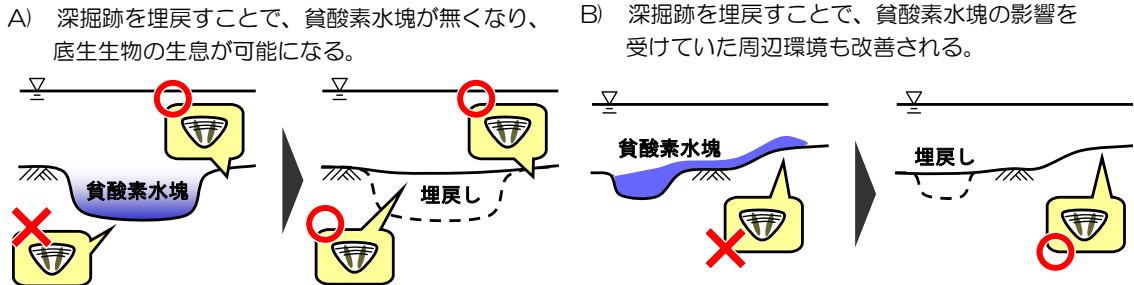 A) 深掘跡を埋戻すことで、貧酸素水塊が無くなり、
底生生物の生息が可能になる。
貧酸素水塊
埋戻し
B) 深掘跡を埋戻すことで、貧酸素水塊の影響を
受けていた周辺環境も改善される。
貧酸素水塊
埋戻し